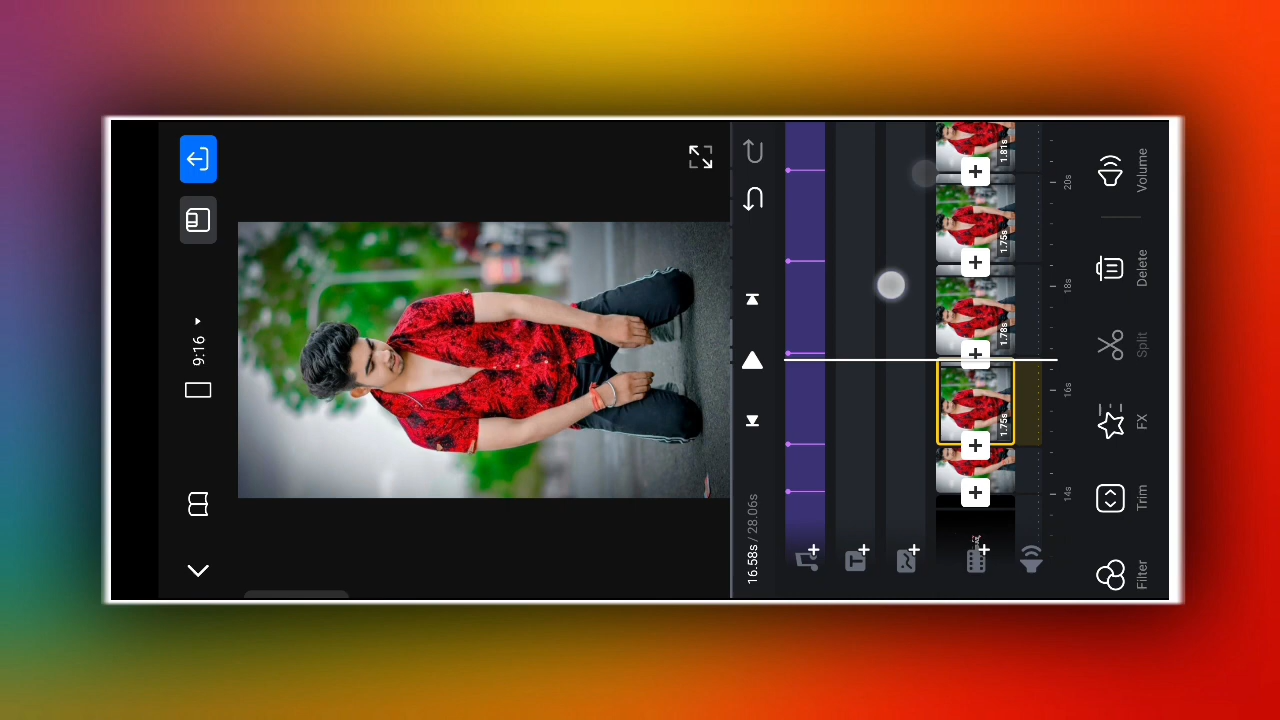 9:16
16.58s / 28.06s
1.81s
1.75s
1.78s
1.75s
20s
18s
16s
14s
Volume
Delete
Split
FX
Trim
Filter